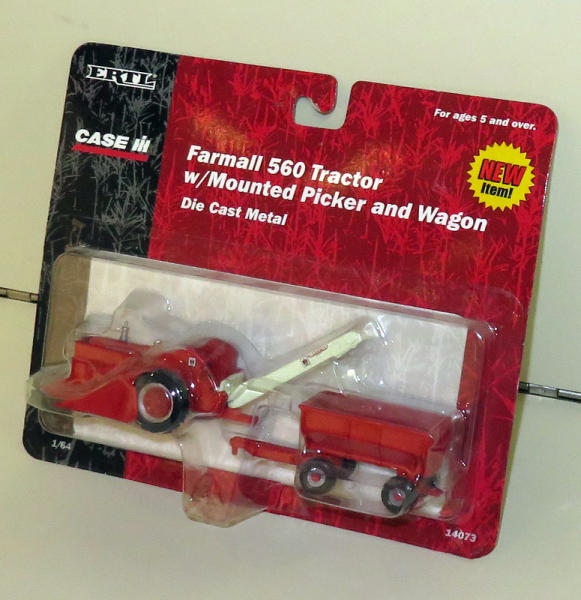 ERTL
For ages 5 and over.
CASE IH
Farmall 560 Tractor
w/Mounted Picker and Wagon
Die Cast Metal
NEW
Item!
1/64
14073